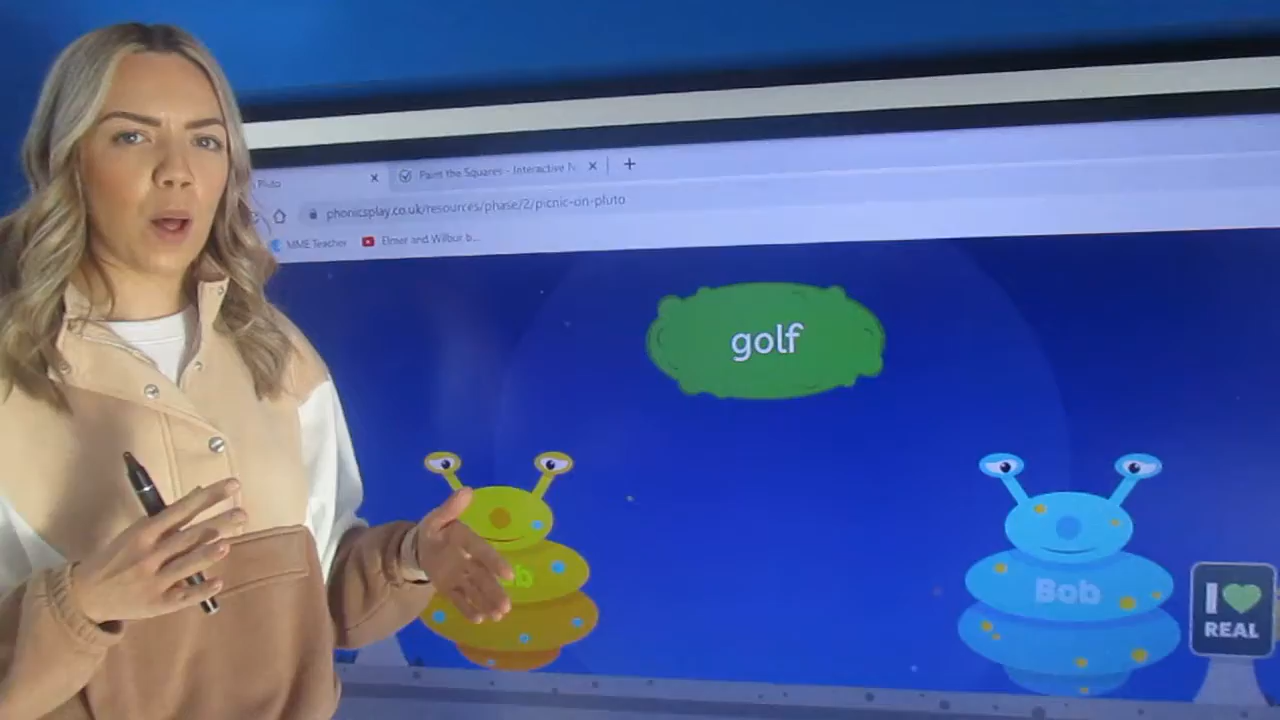 Pluto
Paint the Squares - Interactive N
phonicsplay.co.uk/resources/phase/2/picnic-on-pluto
MME Teacher
Elmer and Wilbur b...
golf
Bob
I
REAL